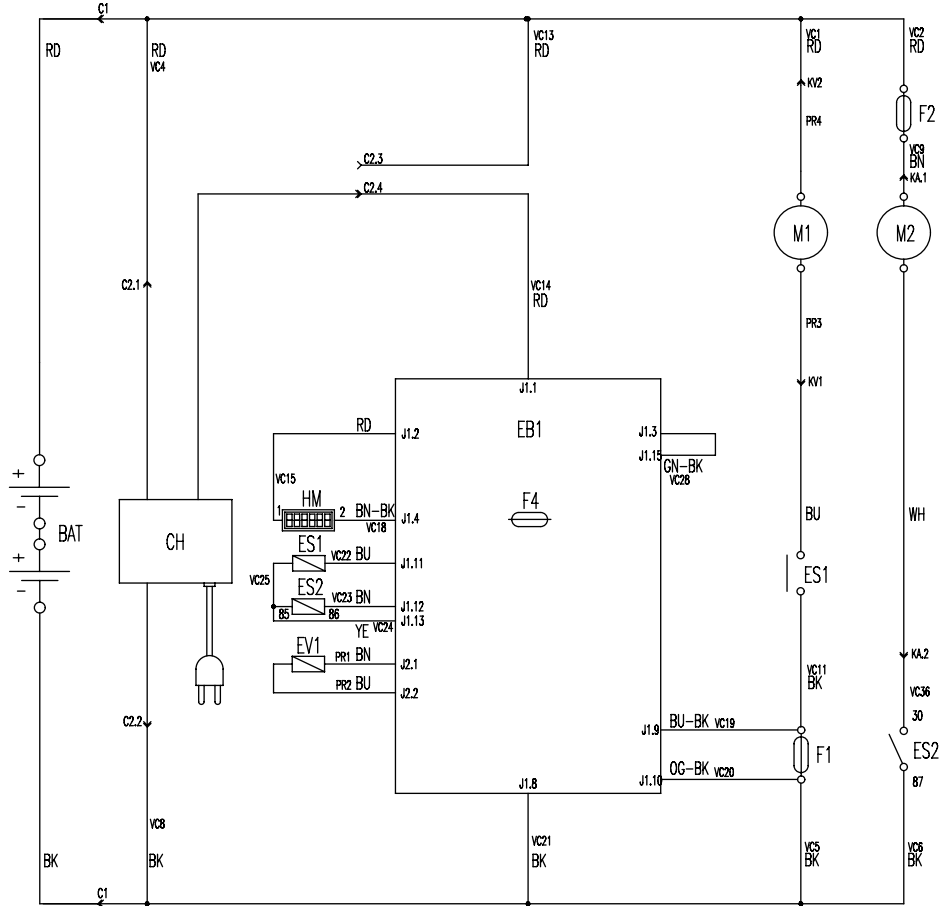 C1
RD
RD
VC4
VC13
RD
VC1
RD
VC2
RD
KV2
PR4
F2
VC9
BN
KA.1
C2.3
C2.4
M1
M2
C2.1
VC14
RD
PR3
KV1
J1.1
RD
J1.2
EB1
J1.3
J1.15
GN-BK
VC28
VC15
HM
1
2
BN-BK
VC18
J1.4
F4
+
-
BAT
+
-
CH
BU
WH
ES1
VC22 BU
J1.11
VC25
ES2
VC23 BN
J1.12
85
86
J1.13
YE VC24
ES1
EV1
PR1 BN
J2.1
PR2 BU
J2.2
KA.2
VC11
BK
VC36
30
C2.2
J1.9
BU-BK VC19
F1
ES2
OG-BK VC20
J1.10
87
J1.8
VC8
BK
BK
VC21
BK
VC5
BK
VC6
BK
C1